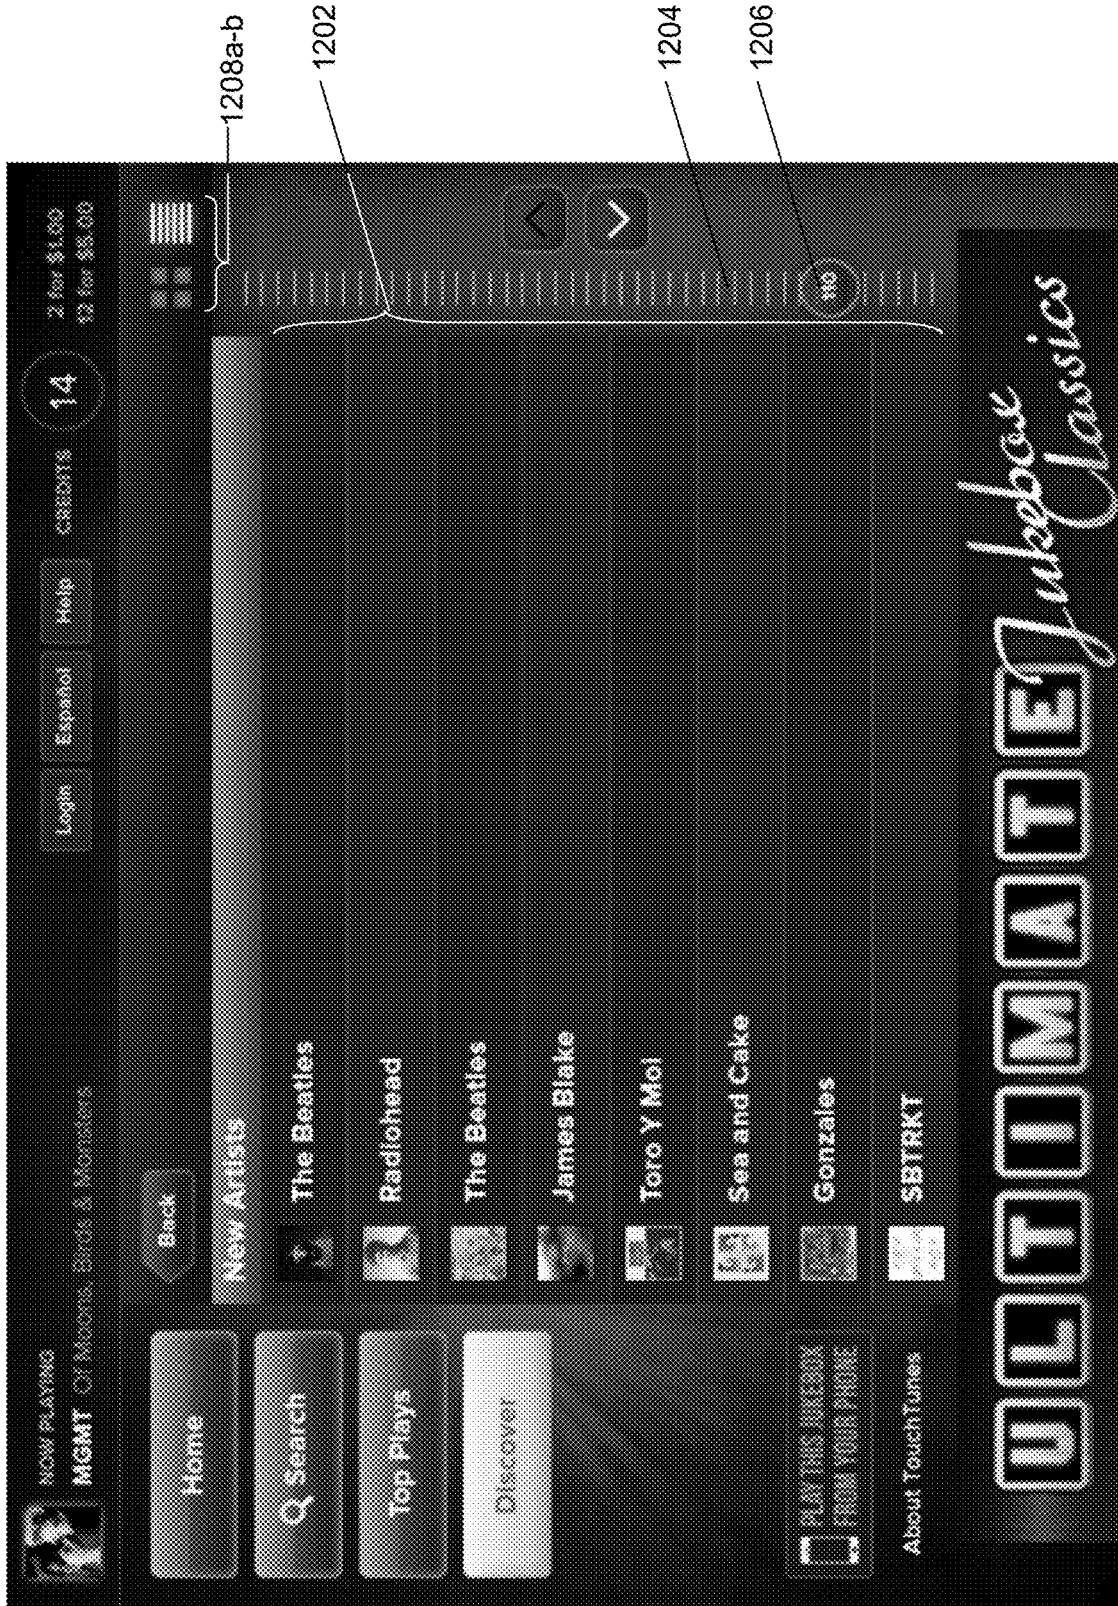 NOW PLAYING
MGMT Of Moons, Birds & Monsters
Login
Español
Help
CREDITS
14
2 for $1.00
12 for $5.00
Home
Search
Top Plays
Discover
PLAY THIS JUKEBOX
FROM YOUR PHONE
About TouchTunes
Back
New Artists
The Beatles
Radiohead
The Beatles
James Blake
Toro Y Moi
Sea and Cake
Gonzales
SBTRKT
110
ULTIMATE Jukebox Classics
1208a-b
1202
1204
1206